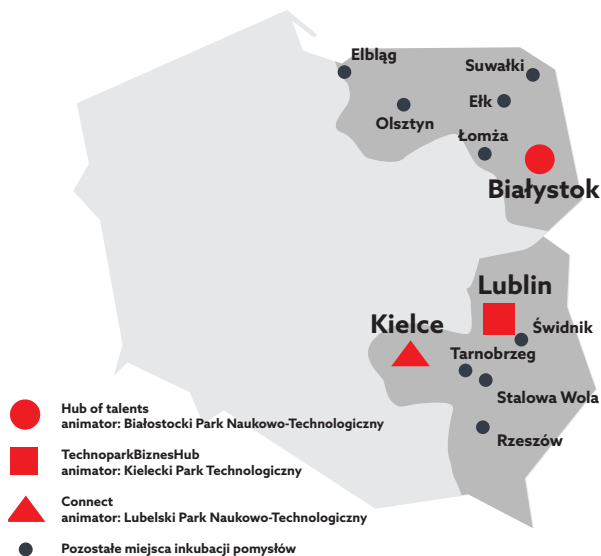 Elbląg
Suwałki
Ełk
Olsztyn
Łomża
Białystok
Lublin
Kielce
Świdnik
Tarnobrzeg
Stalowa Wola
Rzeszów
Hub of talents
animator: Białostocki Park Naukowo-Technologiczny
TechnoparkBiznesHub
animator: Kielecki Park Technologiczny
Connect
animator: Lubelski Park Naukowo-Technologiczny
Pozostałe miejsca inkubacji pomysłów